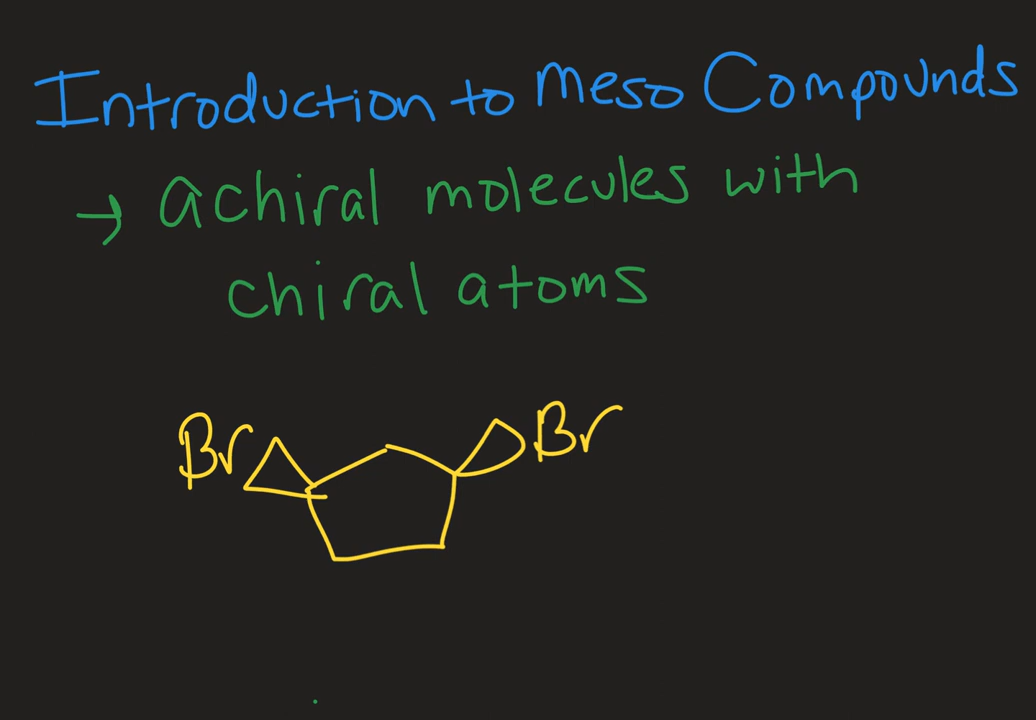 Introduction to Meso Compounds
→ achiral molecules with
chiral atoms
Br Br